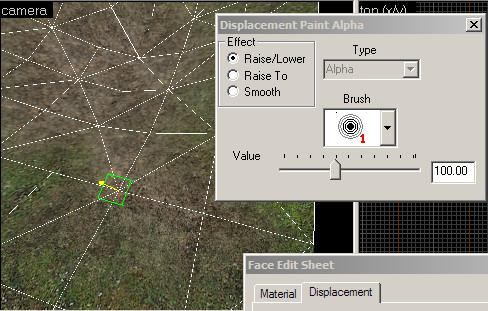 camera
Displacement Paint Alpha
top (x/y)
Effect
Raise/Lower
Raise To
Smooth
Type
Alpha
Brush
1
Value
100.00
Face Edit Sheet
Material
Displacement